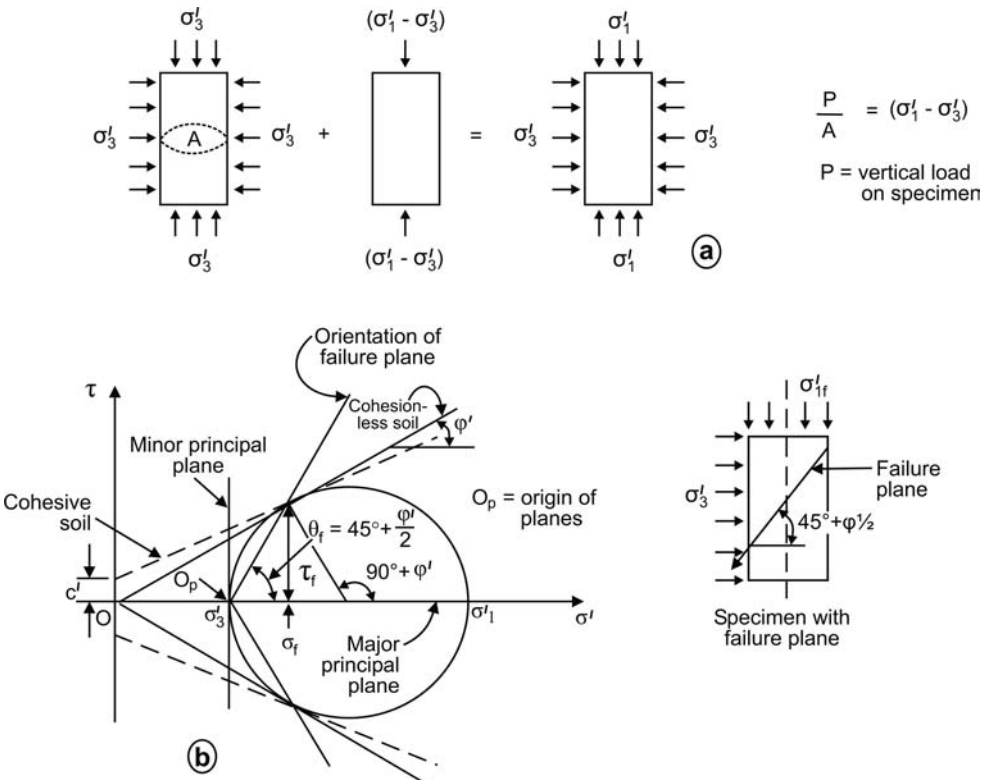 σ′3
(σ′1 - σ′3)
σ′1
σ′3
A
σ′3
+
=
σ′3
σ′3
P/A = (σ′1 - σ′3)
P = vertical load
on specimen
σ′3
(σ′1 - σ′3)
σ′1
a
Orientation of
failure plane
τ
Cohesion-
less soil
φ′
Minor principal
plane
Cohesive
soil
Op = origin of
planes
θf = 45°+ φ′/2
τf
90°+ φ′
c′
Op
O
σ′3
σf
σ′1
σ′
Major
principal
plane
b
σ′1f
σ′3
Failure
plane
45°+φ½
Specimen with
failure plane